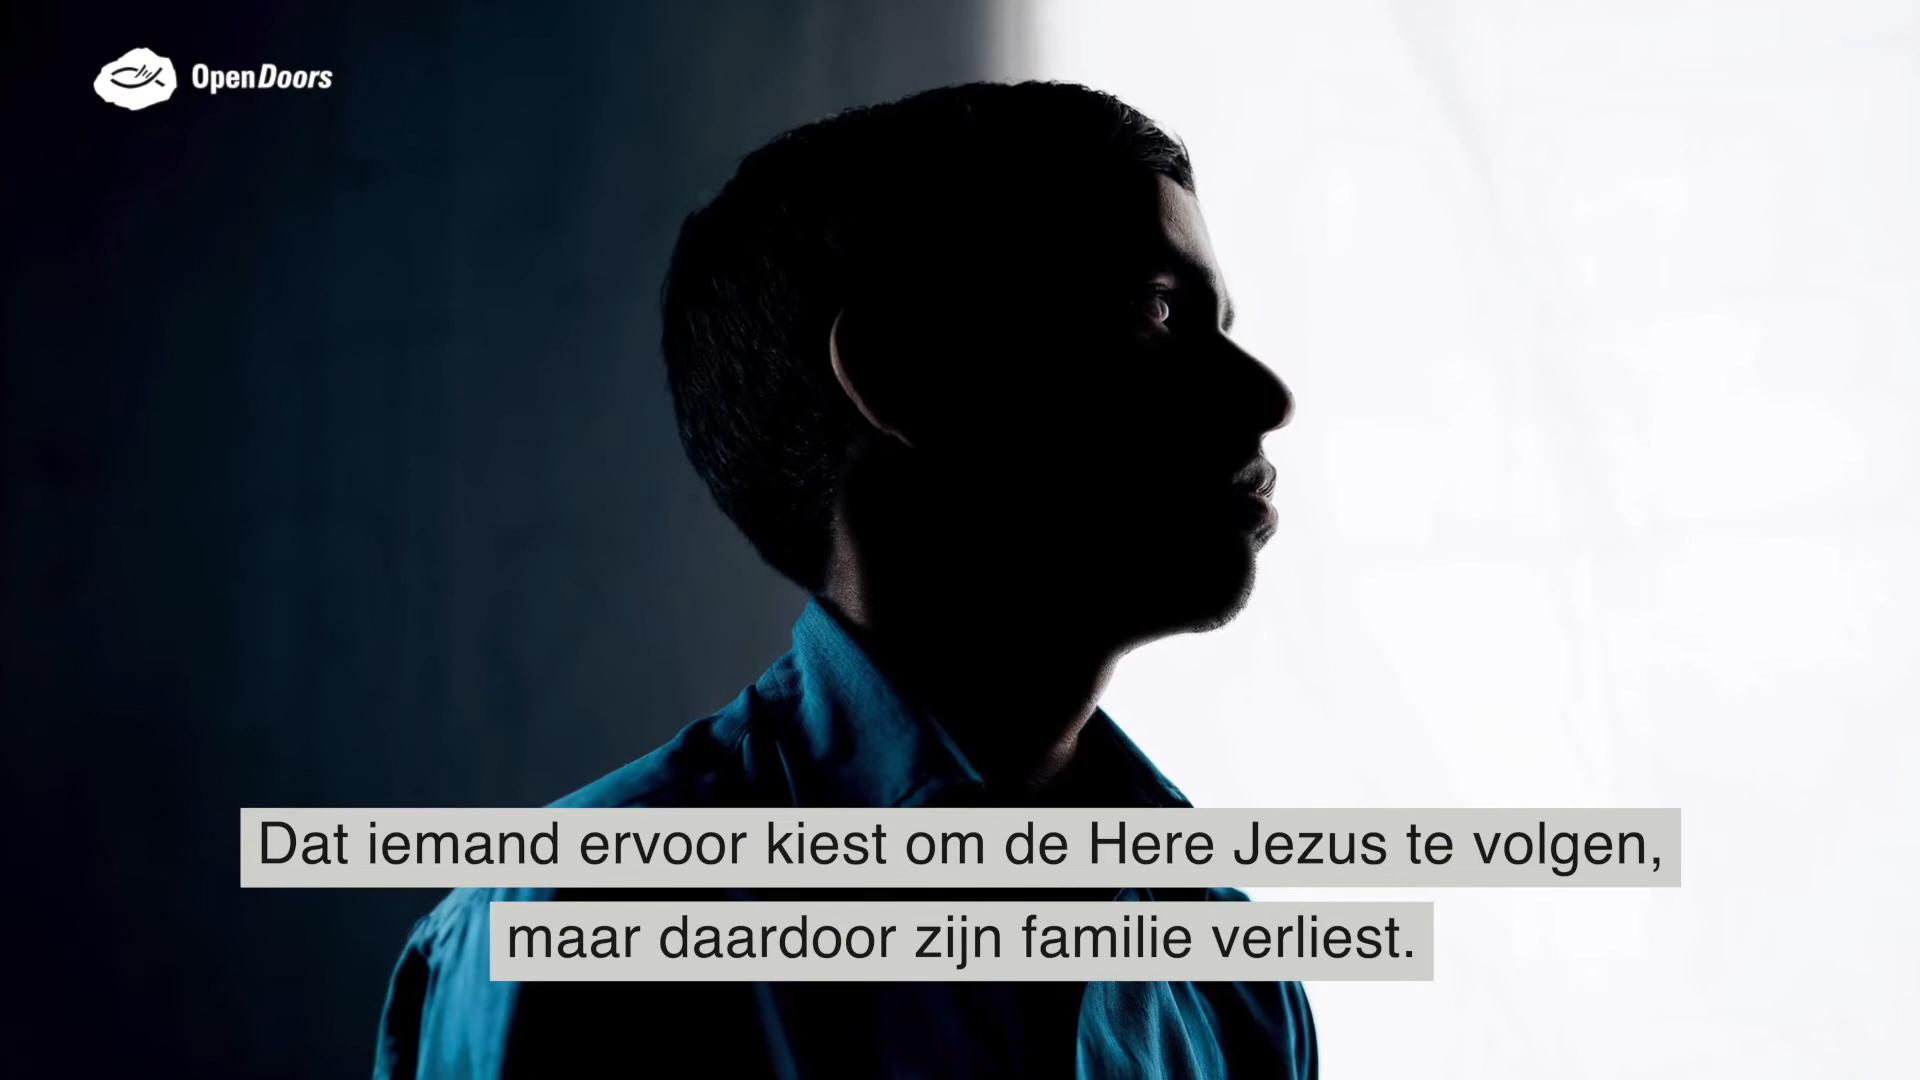 OpenDoors
Dat iemand ervoor kiest om de Here Jezus te volgen,
maar daardoor zijn familie verliest.